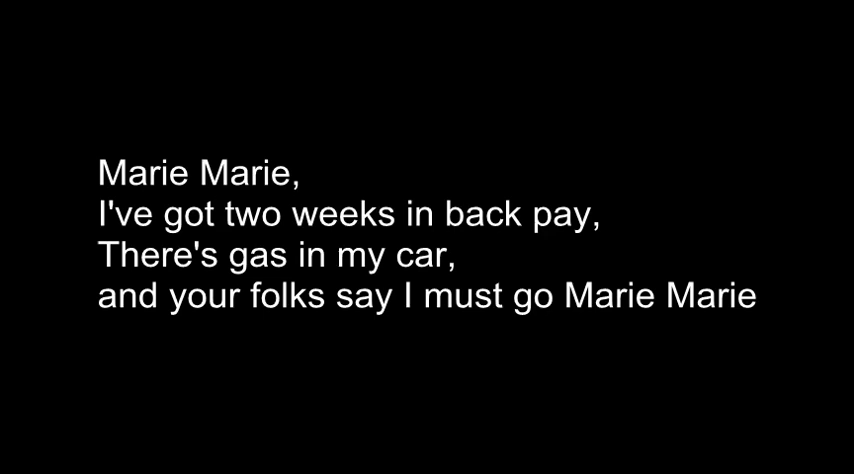 Marie Marie,
I've got two weeks in back pay,
There's gas in my car,
and your folks say I must go Marie Marie